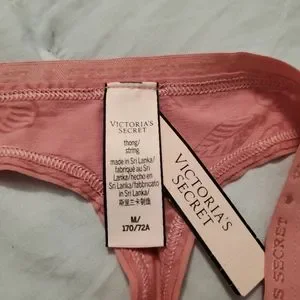 VICTORIA'S
SECRET
thong/
string
made in Sri Lanka/
fabriqué au Sri
Lanka/hecho en
Sri Lanka/fabbricato
in Sri Lanka/
斯里兰卡制造
M/
170/72A
VICTORIA'S
SECRET
S SECRET